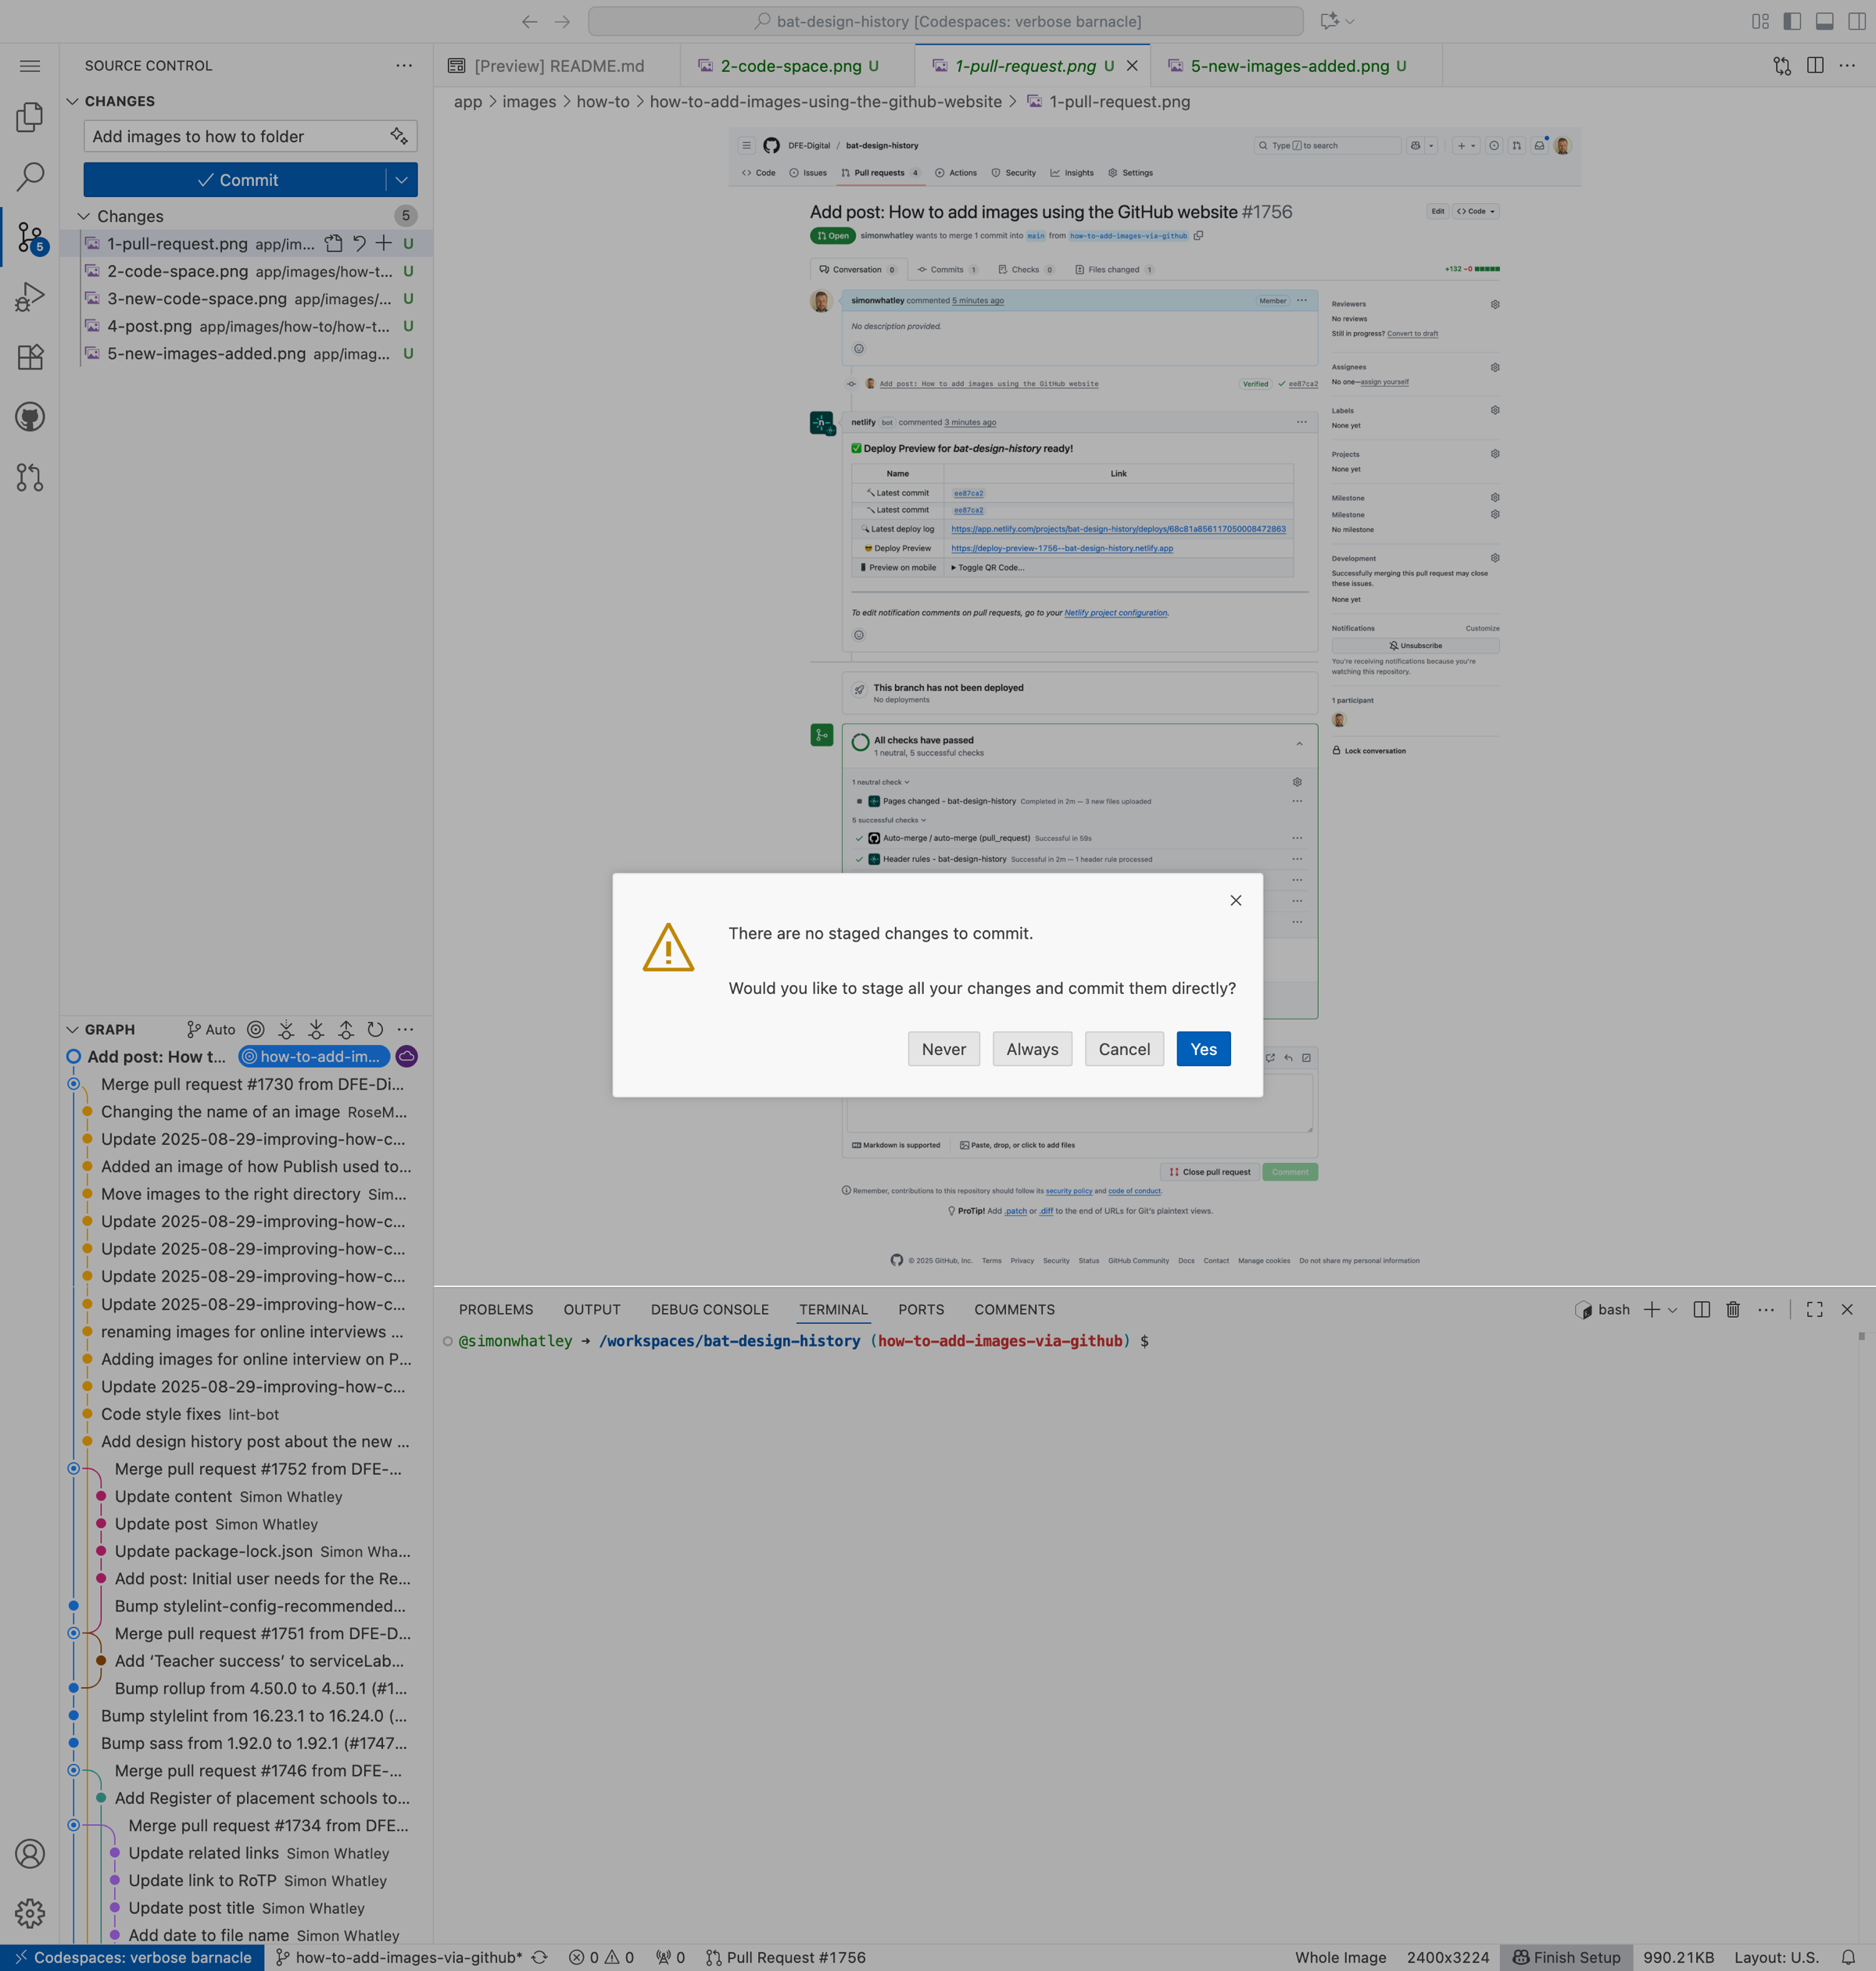 bat-design-history [Codespaces: verbose barnacle]
SOURCE CONTROL
CHANGES
Add images to how to folder
Commit
Changes 5
1-pull-request.png app/im... U
2-code-space.png app/images/how-t... U
3-new-code-space.png app/images/... U
4-post.png app/images/how-to/how-t... U
5-new-images-added.png app/imag... U
5
[Preview] README.md
2-code-space.png U
1-pull-request.png U
5-new-images-added.png U
app > images > how-to > how-to-add-images-using-the-github-website > 1-pull-request.png
DFE-Digital / bat-design-history
Type / to search
Code
Issues
Pull requests 4
Actions
Security
Insights
Settings
Add post: How to add images using the GitHub website #1756
Edit
<> Code
Open
simonwhatley wants to merge 1 commit into main from how-to-add-images-via-github
Conversation 0
Commits 1
Checks 0
Files changed 1
+132 −0
simonwhatley commented 5 minutes ago
Member
No description provided.
Add post: How to add images using the GitHub website
Verified
ee87ca2
netlify bot commented 3 minutes ago
Deploy Preview for bat-design-history ready!
Name Link
Latest commit ee87ca2
Latest commit ee87ca2
Latest deploy log https://app.netlify.com/projects/bat-design-history/deploys/68c81a856117050008472863
Deploy Preview https://deploy-preview-1756--bat-design-history.netlify.app
Preview on mobile Toggle QR Code...
To edit notification comments on pull requests, go to your Netlify project configuration.
This branch has not been deployed
No deployments
All checks have passed
1 neutral, 5 successful checks
1 neutral check
Pages changed - bat-design-history Completed in 2m — 3 new files uploaded
5 successful checks
Auto-merge / auto-merge (pull_request) Successful in 59s
Header rules - bat-design-history Successful in 2m — 1 header rule processed
Reviewers
No reviews
Still in progress? Convert to draft
Assignees
No one—assign yourself
Labels
None yet
Projects
None yet
Milestone
Milestone
No milestone
Development
Successfully merging this pull request may close
these issues.
None yet
Notifications
Customize
Unsubscribe
You're receiving notifications because you're
watching this repository.
1 participant
Lock conversation
There are no staged changes to commit.
Would you like to stage all your changes and commit them directly?
Never
Always
Cancel
Yes
Markdown is supported
Paste, drop, or click to add files
Close pull request
Comment
Remember, contributions to this repository should follow its security policy and code of conduct.
ProTip! Add .patch or .diff to the end of URLs for Git's plaintext views.
© 2025 GitHub, Inc. Terms Privacy Security Status GitHub Community Docs Contact Manage cookies Do not share my personal information
GRAPH
Auto
Add post: How t... how-to-add-im...
Merge pull request #1730 from DFE-Di...
Changing the name of an image RoseM...
Update 2025-08-29-improving-how-c...
Added an image of how Publish used to...
Move images to the right directory Sim...
Update 2025-08-29-improving-how-c...
Update 2025-08-29-improving-how-c...
Update 2025-08-29-improving-how-c...
Update 2025-08-29-improving-how-c...
renaming images for online interviews ...
Adding images for online interview on P...
Update 2025-08-29-improving-how-c...
Code style fixes lint-bot
Add design history post about the new ...
Merge pull request #1752 from DFE-...
Update content Simon Whatley
Update post Simon Whatley
Update package-lock.json Simon Wha...
Add post: Initial user needs for the Re...
Bump stylelint-config-recommended...
Merge pull request #1751 from DFE-D...
Add ‘Teacher success’ to serviceLab...
Bump rollup from 4.50.0 to 4.50.1 (#1...
Bump stylelint from 16.23.1 to 16.24.0 (...
Bump sass from 1.92.0 to 1.92.1 (#1747...
Merge pull request #1746 from DFE-...
Add Register of placement schools to...
Merge pull request #1734 from DFE...
Update related links Simon Whatley
Update link to RoTP Simon Whatley
Update post title Simon Whatley
Add date to file name Simon Whatley
PROBLEMS
OUTPUT
DEBUG CONSOLE
TERMINAL
PORTS
COMMENTS
bash
@simonwhatley → /workspaces/bat-design-history (how-to-add-images-via-github) $
Codespaces: verbose barnacle
how-to-add-images-via-github*
0
0
0
Pull Request #1756
Whole Image
2400x3224
Finish Setup
990.21KB
Layout: U.S.